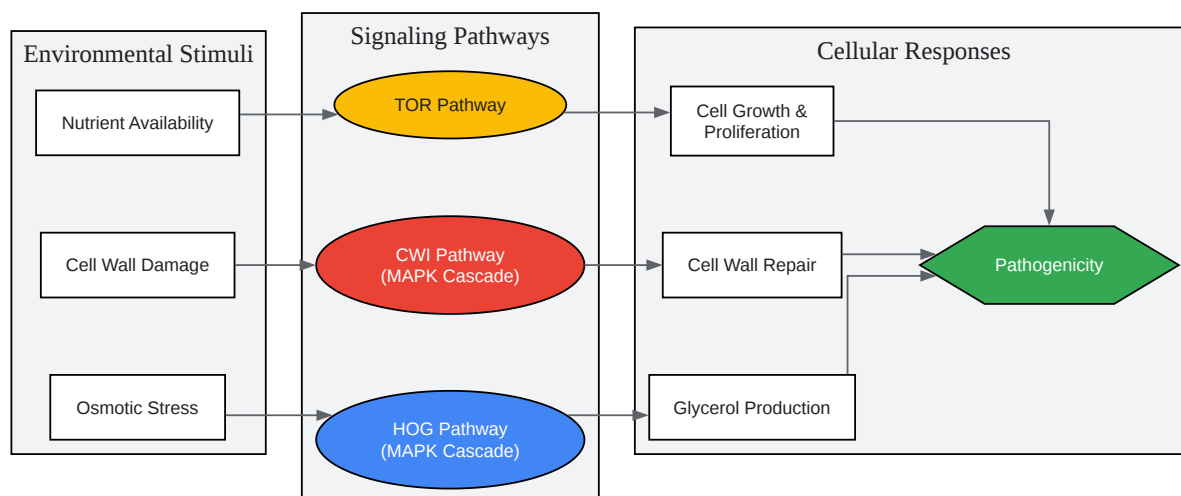 Environmental Stimuli
Signaling Pathways
Cellular Responses
Nutrient Availability
TOR Pathway
Cell Growth &
Proliferation
Cell Wall Damage
CWI Pathway
(MAPK Cascade)
Cell Wall Repair
Pathogenicity
Osmotic Stress
HOG Pathway
(MAPK Cascade)
Glycerol Production